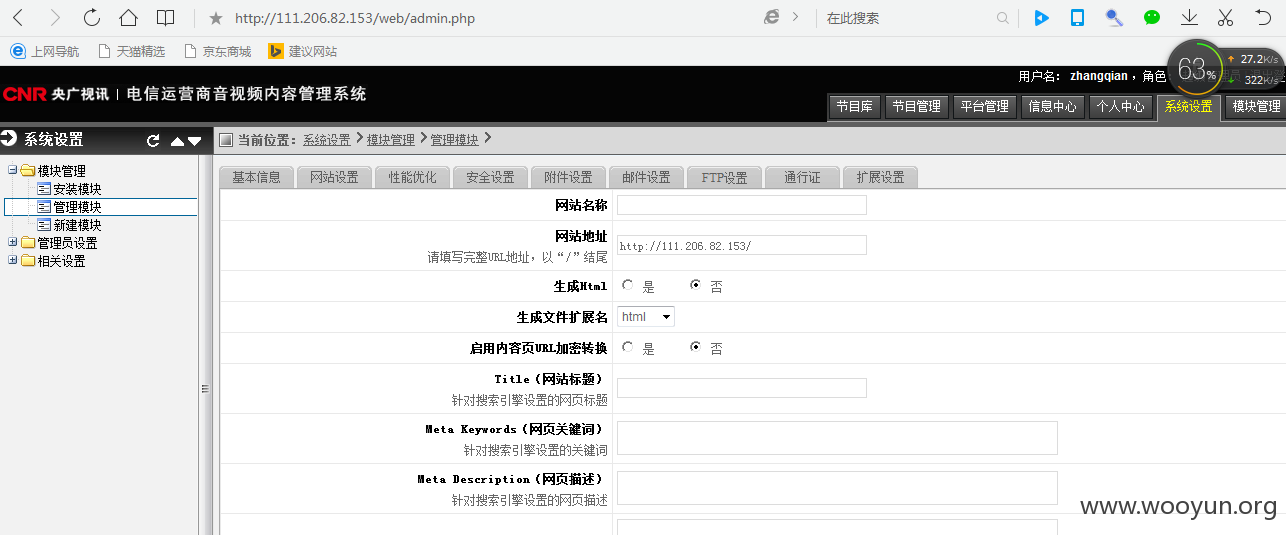 http://111.206.82.153/web/admin.php
在此搜索
上网导航 天猫精选 京东商城 建议网站
63% 27.2K/s
322K/s
用户名: zhangqian，角色
CNR 央广视讯 | 电信运营商音视频内容管理系统
节目库 节目管理 平台管理 信息中心 个人中心 系统设置 模块管理
系统设置
当前位置: 系统设置 > 模块管理 > 管理模块 >
模块管理
安装模块
管理模块
新建模块
管理员设置
相关设置
基本信息 网站设置 性能优化 安全设置 附件设置 邮件设置 FTP设置 通行证 扩展设置
网站名称
网站地址
请填写完整URL地址，以“/”结尾
http://111.206.82.153/
生成Html 是 否
生成文件扩展名 html
启用内容页URL加密转换 是 否
Title（网站标题）
针对搜索引擎设置的网页标题
Meta Keywords（网页关键词）
针对搜索引擎设置的关键词
Meta Description（网页描述）
针对搜索引擎设置的网页描述
www.wooyun.org